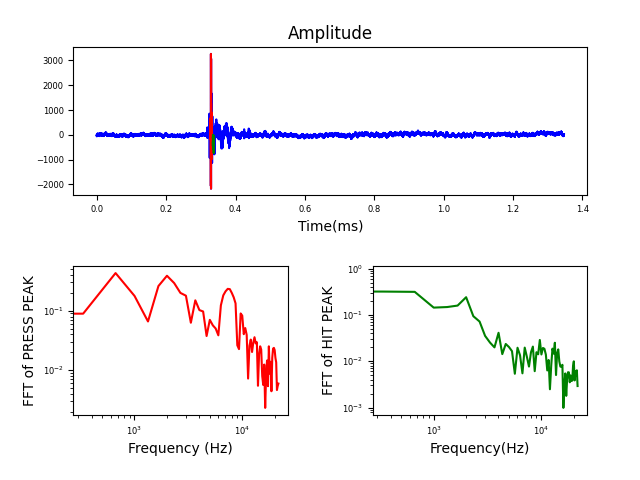 Amplitude
3000
2000
1000
0
−1000
−2000
0.0 0.2 0.4 0.6 0.8 1.0 1.2 1.4
Time(ms)
FFT of PRESS PEAK
10⁻¹
10⁻²
10³ 10⁴
Frequency (Hz)
FFT of HIT PEAK
10⁰
10⁻¹
10⁻²
10⁻³
10³ 10⁴
Frequency(Hz)